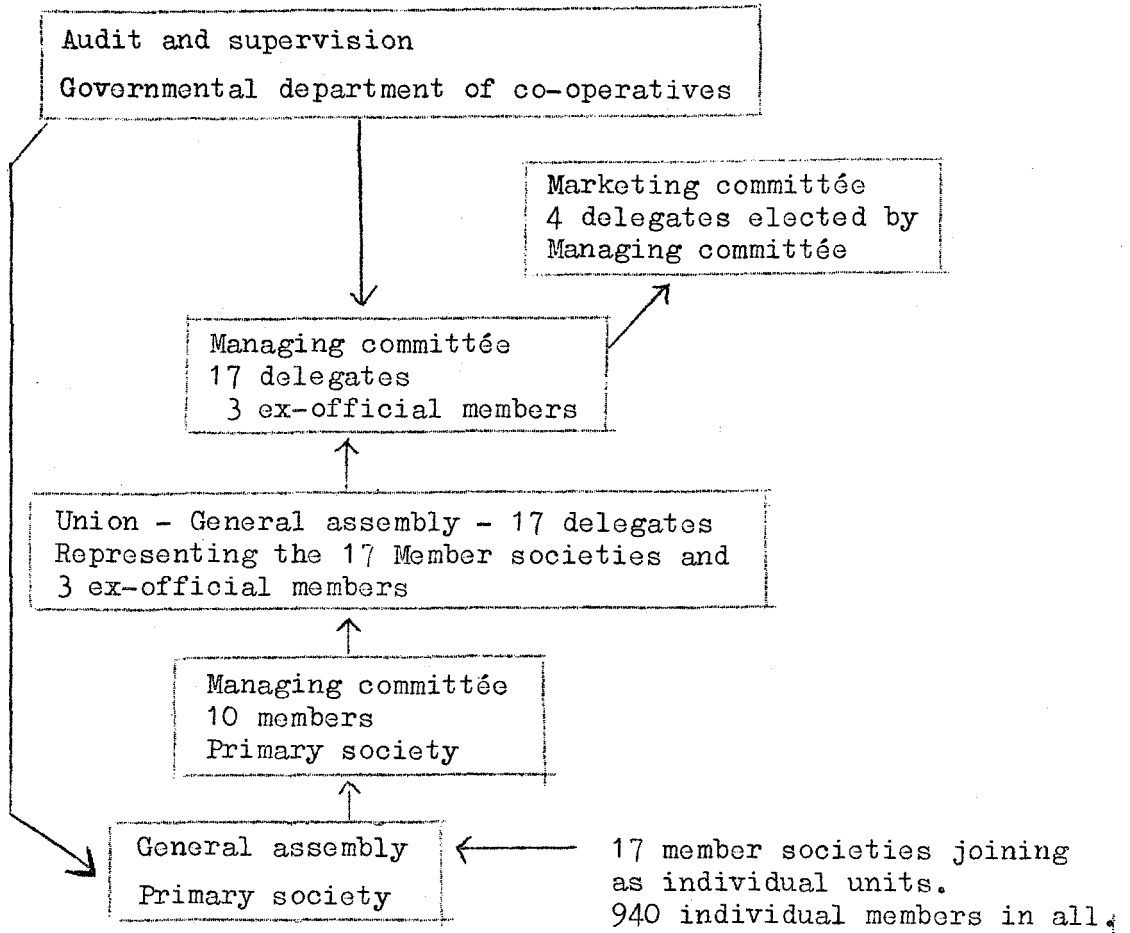 Audit and supervision
Governmental department of co-operatives
Marketing committée
4 delegates elected by
Managing committée
Managing committée
17 delegates
3 ex-official members
Union - General assembly - 17 delegates
Representing the 17 Member societies and
3 ex-official members
Managing committée
10 members
Primary society
General assembly
Primary society
17 member societies joining
as individual units.
940 individual members in all.